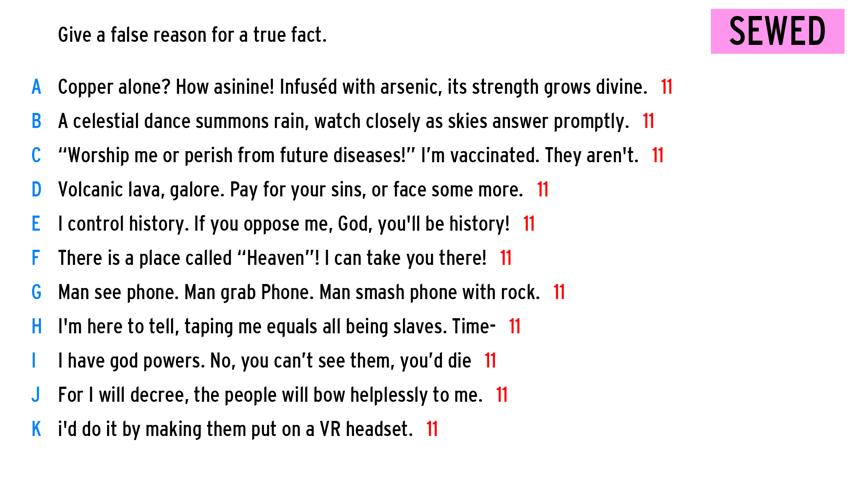 Give a false reason for a true fact.
SEWED
A Copper alone? How asinine! Infuséd with arsenic, its strength grows divine. 11
B A celestial dance summons rain, watch closely as skies answer promptly. 11
C “Worship me or perish from future diseases!” I’m vaccinated. They aren't. 11
D Volcanic lava, galore. Pay for your sins, or face some more. 11
E I control history. If you oppose me, God, you'll be history! 11
F There is a place called “Heaven”! I can take you there! 11
G Man see phone. Man grab Phone. Man smash phone with rock. 11
H I'm here to tell, taping me equals all being slaves. Time- 11
I I have god powers. No, you can’t see them, you’d die 11
J For I will decree, the people will bow helplessly to me. 11
K i'd do it by making them put on a VR headset. 11